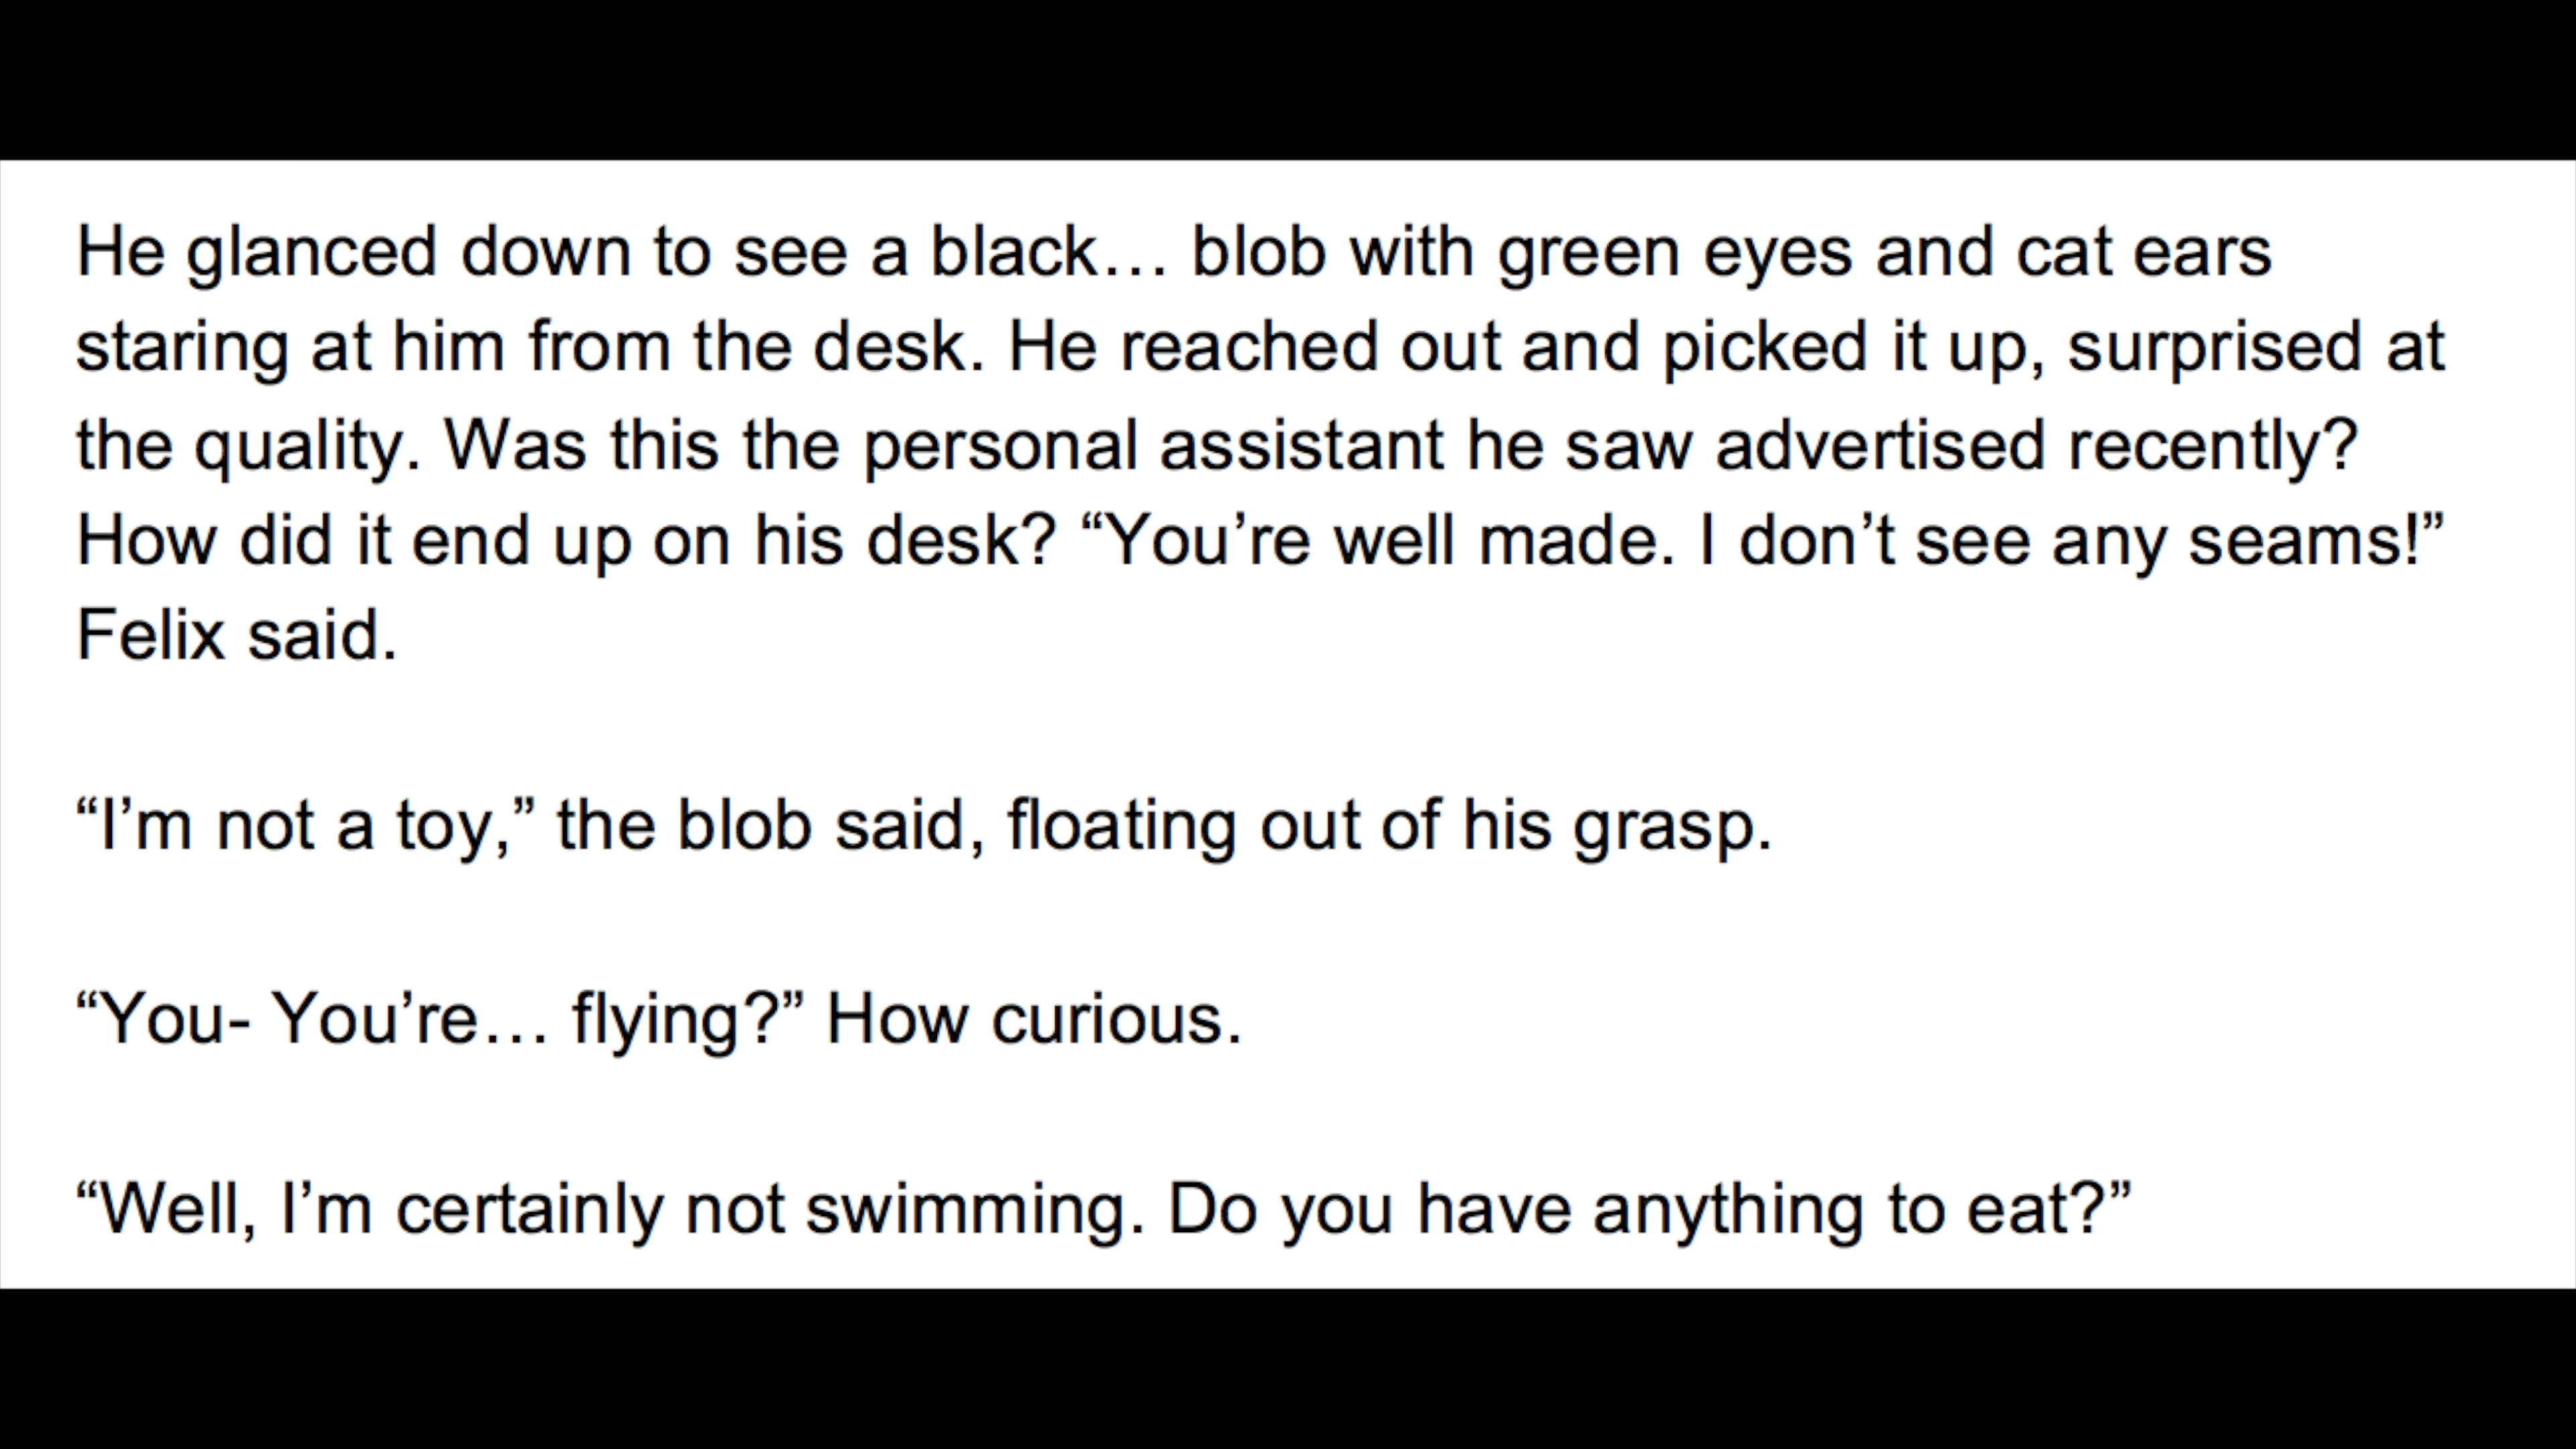 He glanced down to see a black… blob with green eyes and cat ears
staring at him from the desk. He reached out and picked it up, surprised at
the quality. Was this the personal assistant he saw advertised recently?
How did it end up on his desk? “You’re well made. I don’t see any seams!”
Felix said.
“I’m not a toy,” the blob said, floating out of his grasp.
“You- You’re… flying?” How curious.
“Well, I’m certainly not swimming. Do you have anything to eat?”